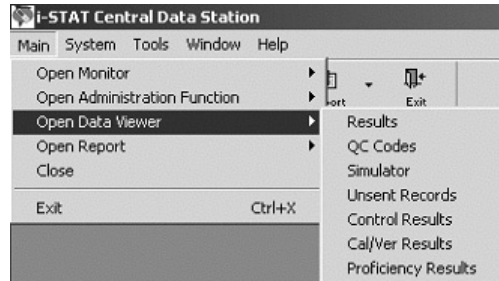 i-STAT Central Data Station
Main System Tools Window Help
Open Monitor
Open Administration Function
Exit
Open Data Viewer
Results
Open Report
QC Codes
Close
Simulator
Unsent Records
Exit Ctrl+X
Control Results
Cal/Ver Results
Proficiency Results